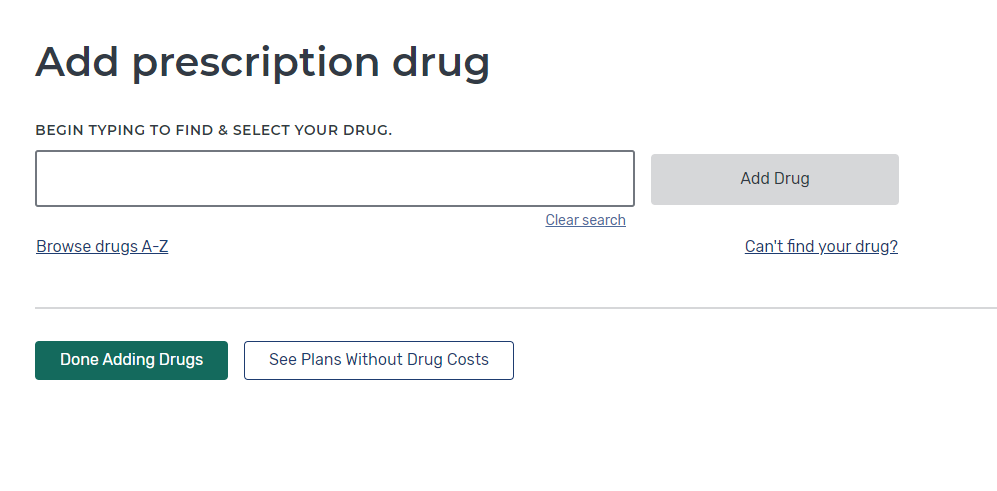 Add prescription drug
BEGIN TYPING TO FIND & SELECT YOUR DRUG.
Add Drug
Clear search
Browse drugs A-Z
Can't find your drug?
Done Adding Drugs
See Plans Without Drug Costs